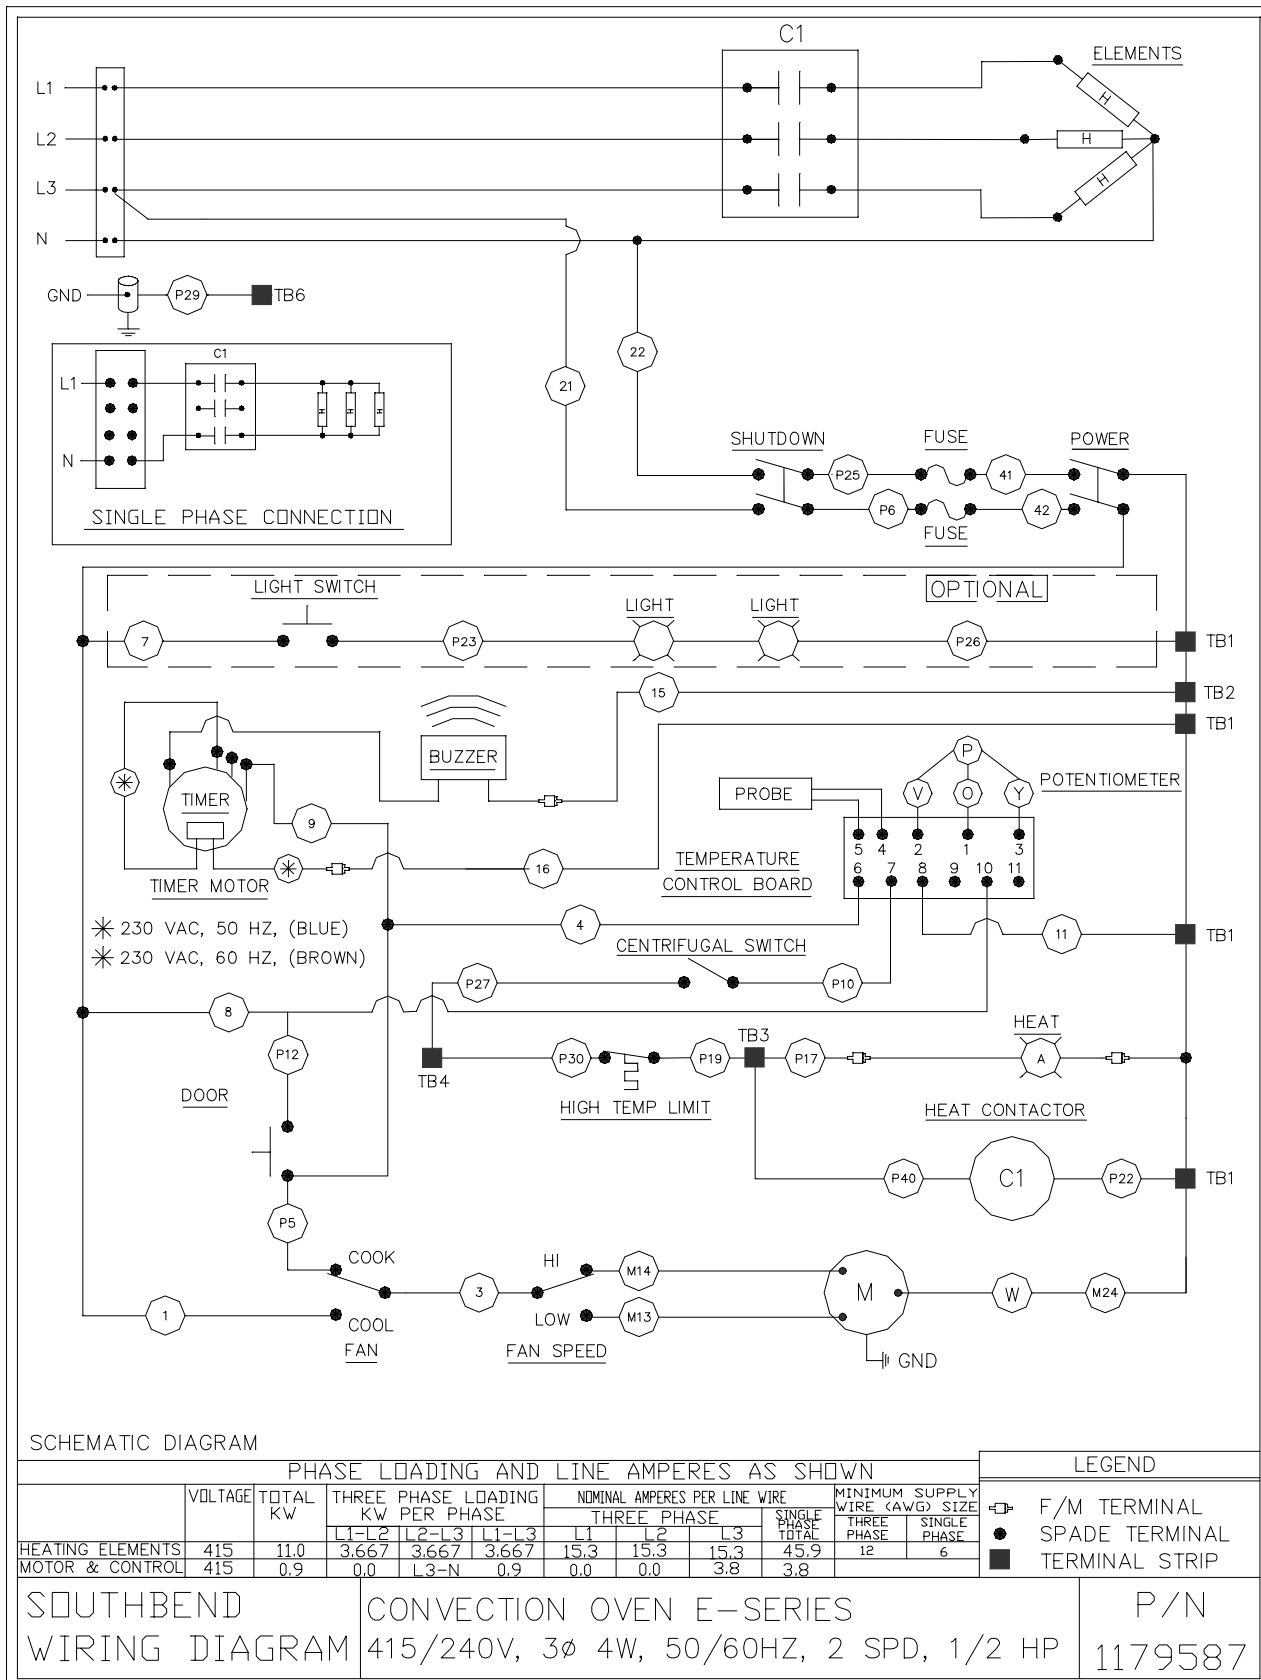 C1
ELEMENTS
L1
H
L2
H
L3
H
N
GND P29 TB6
22
21
C1
L1
H H H
N
SINGLE PHASE CONNECTION
SHUTDOWN FUSE POWER
P25 41
P6 42
FUSE
OPTIONAL
LIGHT SWITCH
LIGHT LIGHT
7 P23 P26 TB1
15 TB2
TB1
BUZZER
P
TIMER
PROBE V O Y POTENTIOMETER
9
5 4 2 1 3
16
TEMPERATURE
CONTROL BOARD
6 7 8 9 10 11
TIMER MOTOR
✳ 230 VAC, 50 HZ, (BLUE)
✳ 230 VAC, 60 HZ, (BROWN)
4 11 TB1
CENTRIFUGAL SWITCH
P27 P10
8
HEAT
P12
TB3
P30 P19 P17 A
TB4
DOOR
HIGH TEMP LIMIT
HEAT CONTACTOR
P40 C1 P22 TB1
P5
COOK HI M14
3 M W M24
1 COOL LOW M13
FAN FAN SPEED
GND
SCHEMATIC DIAGRAM
PHASE LOADING AND LINE AMPERES AS SHOWN
LEGEND
VOLTAGE TOTAL KW THREE PHASE LOADING KW PER PHASE NOMINAL AMPERES PER LINE WIRE MINIMUM SUPPLY WIRE (AWG) SIZE
THREE PHASE SINGLE PHASE TOTAL THREE PHASE SINGLE PHASE
L1-L2 L2-L3 L1-L3 L1 L2 L3
HEATING ELEMENTS 415 11.0 3.667 3.667 3.667 15.3 15.3 15.3 45.9 12 6
MOTOR & CONTROL 415 0.9 0.0 L3-N 0.9 0.0 0.0 3.8 3.8
F/M TERMINAL
SPADE TERMINAL
TERMINAL STRIP
SOUTHBEND
WIRING DIAGRAM
CONVECTION OVEN E-SERIES
415/240V, 3ø 4W, 50/60HZ, 2 SPD, 1/2 HP
P/N
1179587